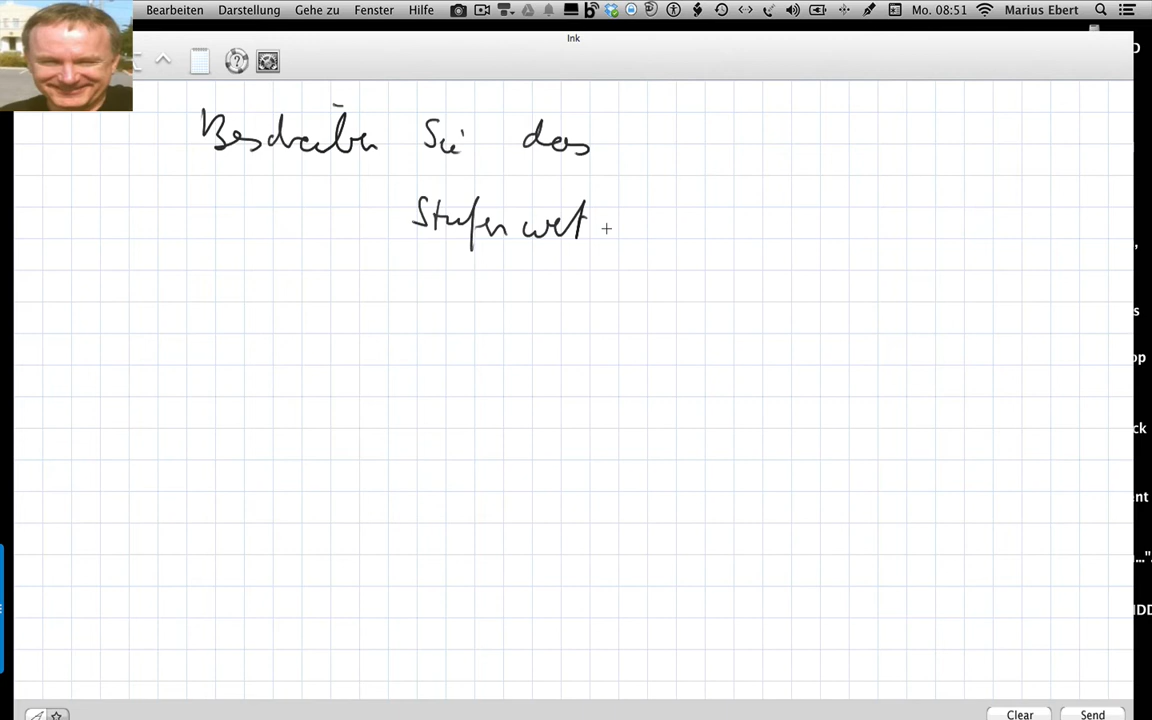 Bearbeiten Darstellung Gehe zu Fenster Hilfe Mo. 08:51 Marius Ebert
Ink
Beschreiben Sie das
Stufenwert
Clear Send